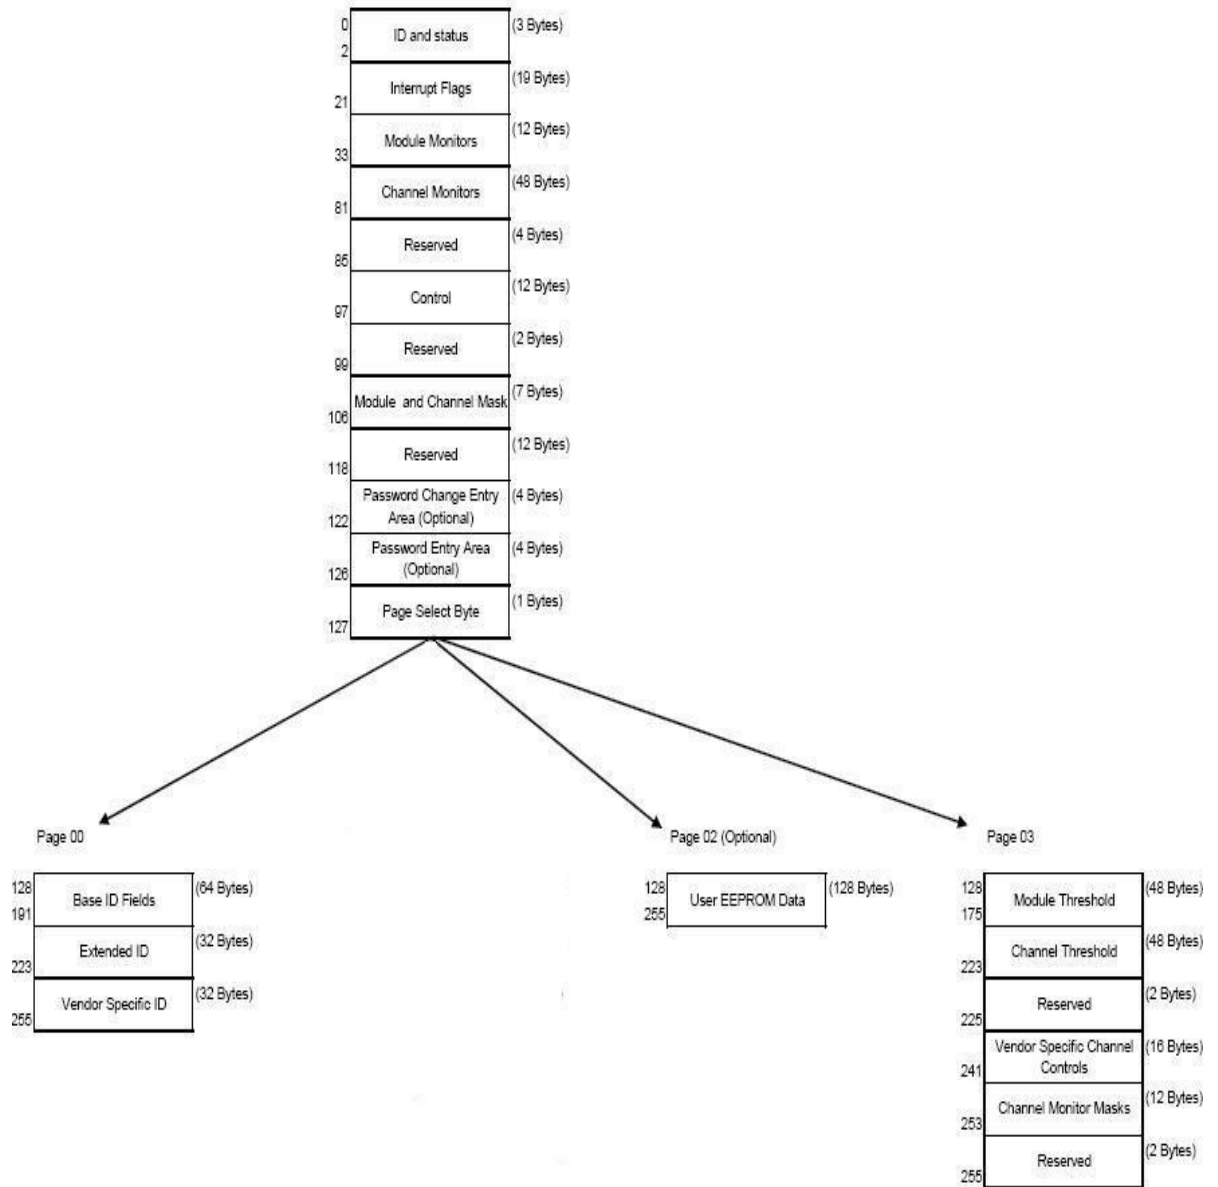 0
ID and status
(3 Bytes)
2
Interrupt Flags
(19 Bytes)
21
Module Monitors
(12 Bytes)
33
Channel Monitors
(48 Bytes)
81
Reserved
(4 Bytes)
85
Control
(12 Bytes)
97
Reserved
(2 Bytes)
99
Module and Channel Mask
(7 Bytes)
106
Reserved
(12 Bytes)
118
Password Change Entry
Area (Optional)
(4 Bytes)
122
Password Entry Area
(Optional)
(4 Bytes)
126
Page Select Byte
(1 Bytes)
127
Page 00
128
Base ID Fields
(64 Bytes)
191
Extended ID
(32 Bytes)
223
Vendor Specific ID
(32 Bytes)
255
Page 02 (Optional)
128
User EEPROM Data
(128 Bytes)
255
Page 03
128
Module Threshold
(48 Bytes)
175
Channel Threshold
(48 Bytes)
223
Reserved
(2 Bytes)
225
Vendor Specific Channel
Controls
(16 Bytes)
241
Channel Monitor Masks
(12 Bytes)
253
Reserved
(2 Bytes)
255